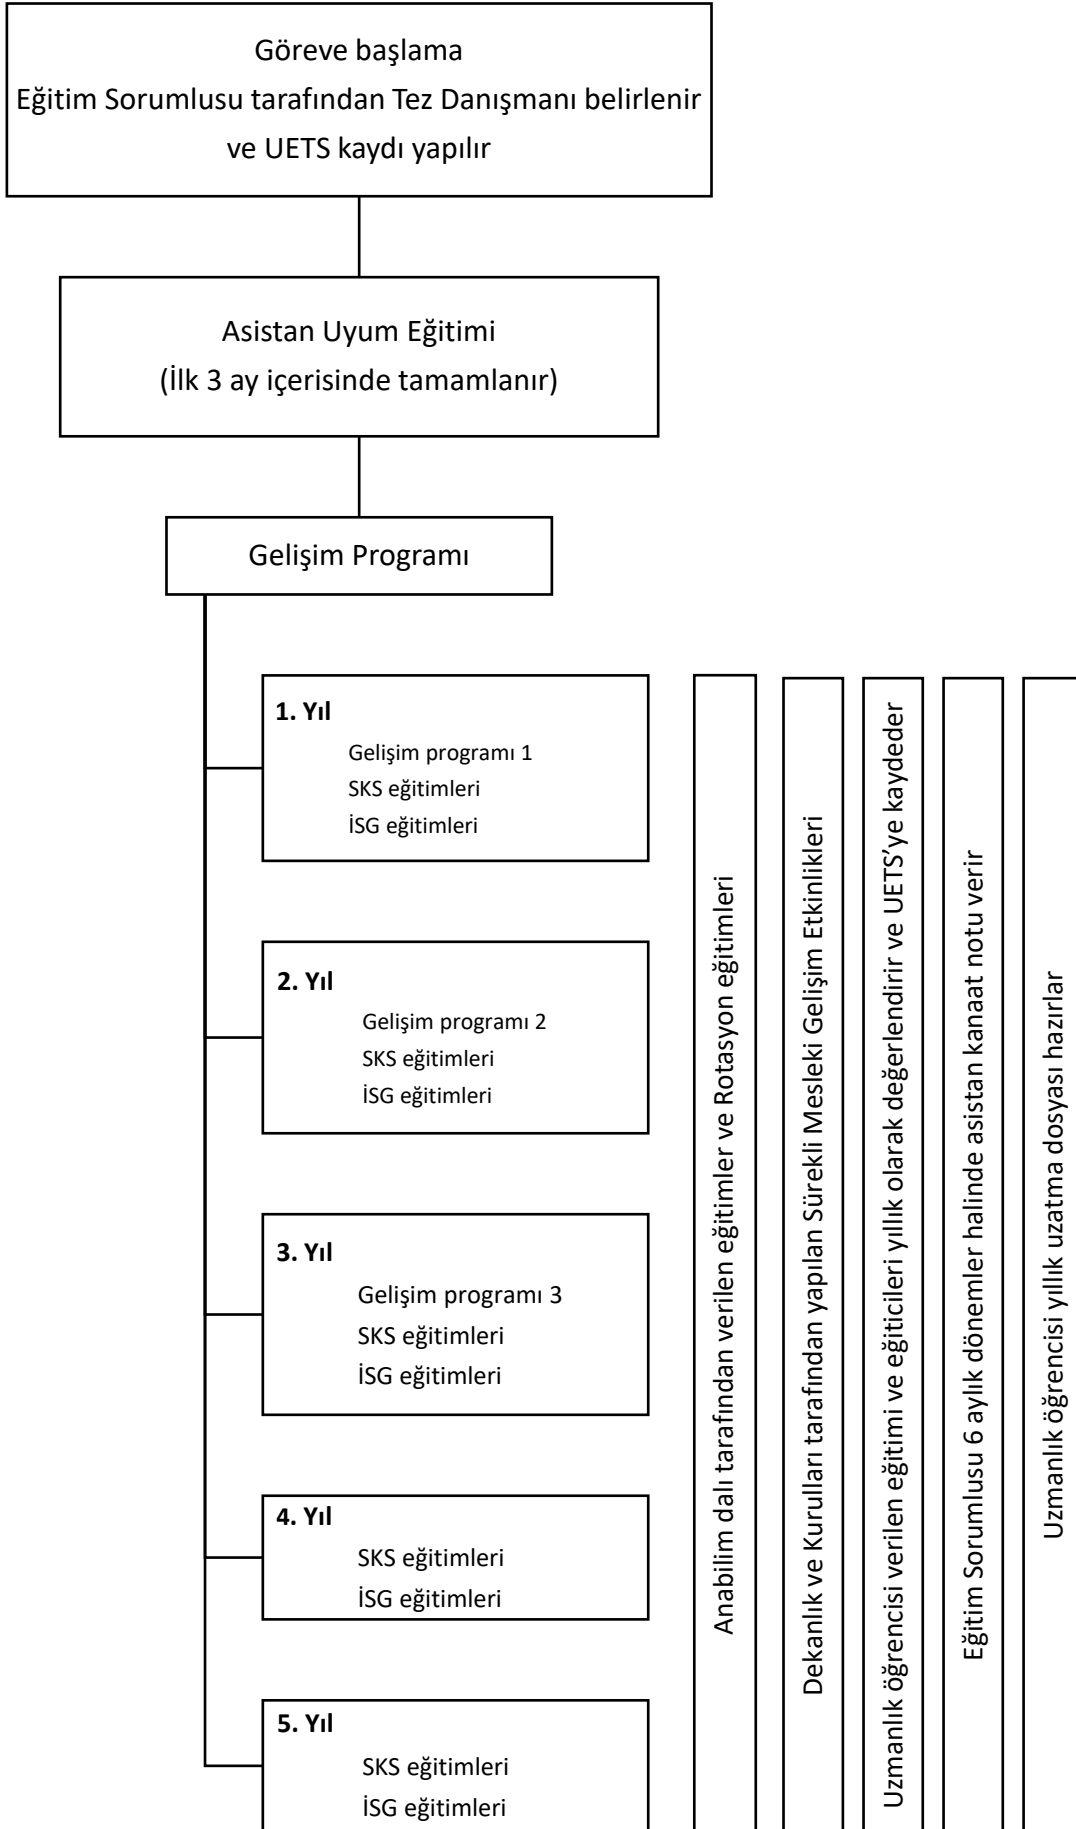 Göreve başlama
Eğitim Sorumlusu tarafından Tez Danışmanı belirlenir
ve UETS kaydı yapılır
Asistan Uyum Eğitimi
(İlk 3 ay içerisinde tamamlanır)
Gelişim Programı
1. Yıl
Gelişim programı 1
SKS eğitimleri
İSG eğitimleri
2. Yıl
Gelişim programı 2
SKS eğitimleri
İSG eğitimleri
3. Yıl
Gelişim programı 3
SKS eğitimleri
İSG eğitimleri
4. Yıl
SKS eğitimleri
İSG eğitimleri
5. Yıl
SKS eğitimleri
İSG eğitimleri
Anabilim dalı tarafından verilen eğitimler ve Rotasyon eğitimleri
Dekanlık ve Kurulları tarafından yapılan Sürekli Mesleki Gelişim Etkinlikleri
Uzmanlık öğrencisi verilen eğitimi ve eğiticileri yıllık olarak değerlendirir ve UETS’ye kaydeder
Eğitim Sorumlusu 6 aylık dönemler halinde asistan kanaat notu verir
Uzmanlık öğrencisi yıllık uzatma dosyası hazırlar